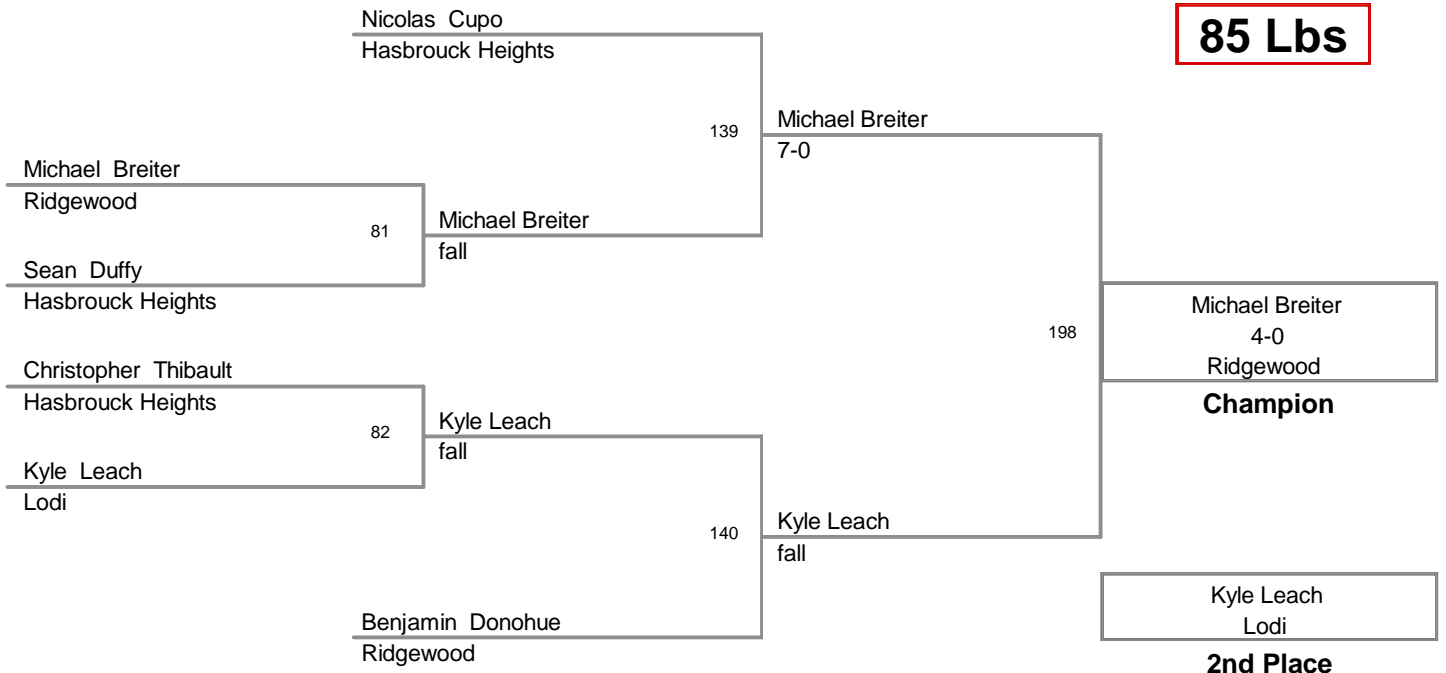 Nicolas Cupo
Hasbrouck Heights
85 Lbs
139
Michael Breiter
7-0
Michael Breiter
Ridgewood
81
Michael Breiter
fall
Sean Duffy
Hasbrouck Heights
198
Michael Breiter
4-0
Ridgewood
Champion
Christopher Thibault
Hasbrouck Heights
82
Kyle Leach
fall
Kyle Leach
Lodi
140
Kyle Leach
fall
Benjamin Donohue
Ridgewood
Kyle Leach
Lodi
2nd Place